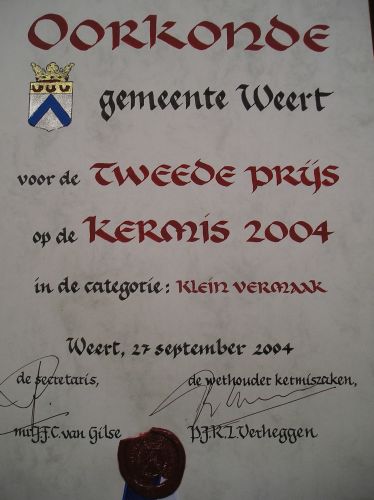 Oorkonde
gemeente Weert
voor de Tweede Prijs
op de Kermis 2004
in de categorie: Klein Vermaak
Weert, 27 september 2004
de secretaris, de wethouder kermiszaken,
mr.J.F.C. van Gilse P.J.R.L. Verheggen